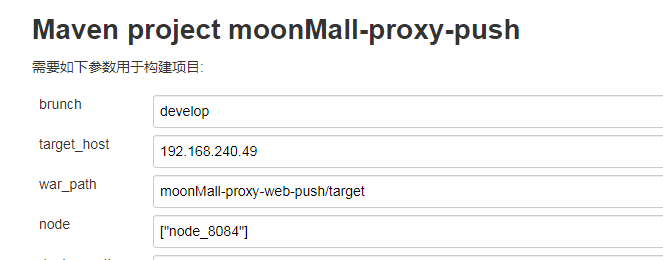 Maven project moonMall-proxy-push
需要如下参数用于构建项目:
brunch
develop
target_host
192.168.240.49
war_path
moonMall-proxy-web-push/target
node
["node_8084"]